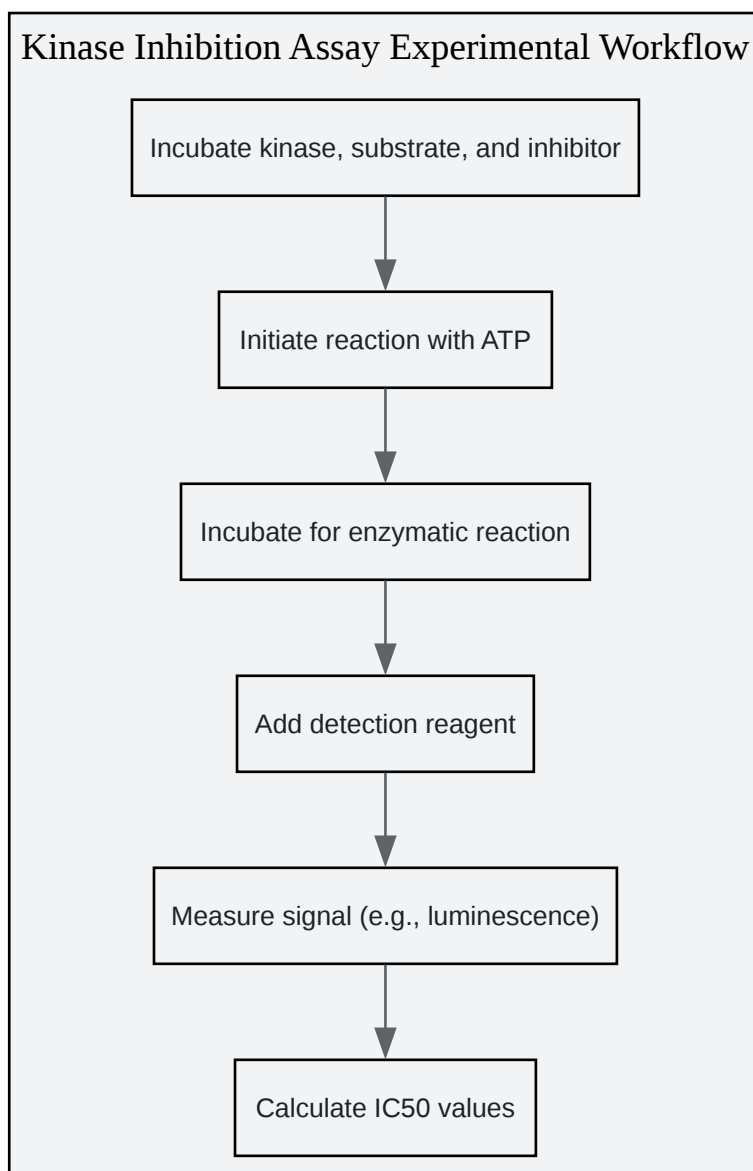 Kinase Inhibition Assay Experimental Workflow
Incubate kinase, substrate, and inhibitor
Initiate reaction with ATP
Incubate for enzymatic reaction
Add detection reagent
Measure signal (e.g., luminescence)
Calculate IC50 values